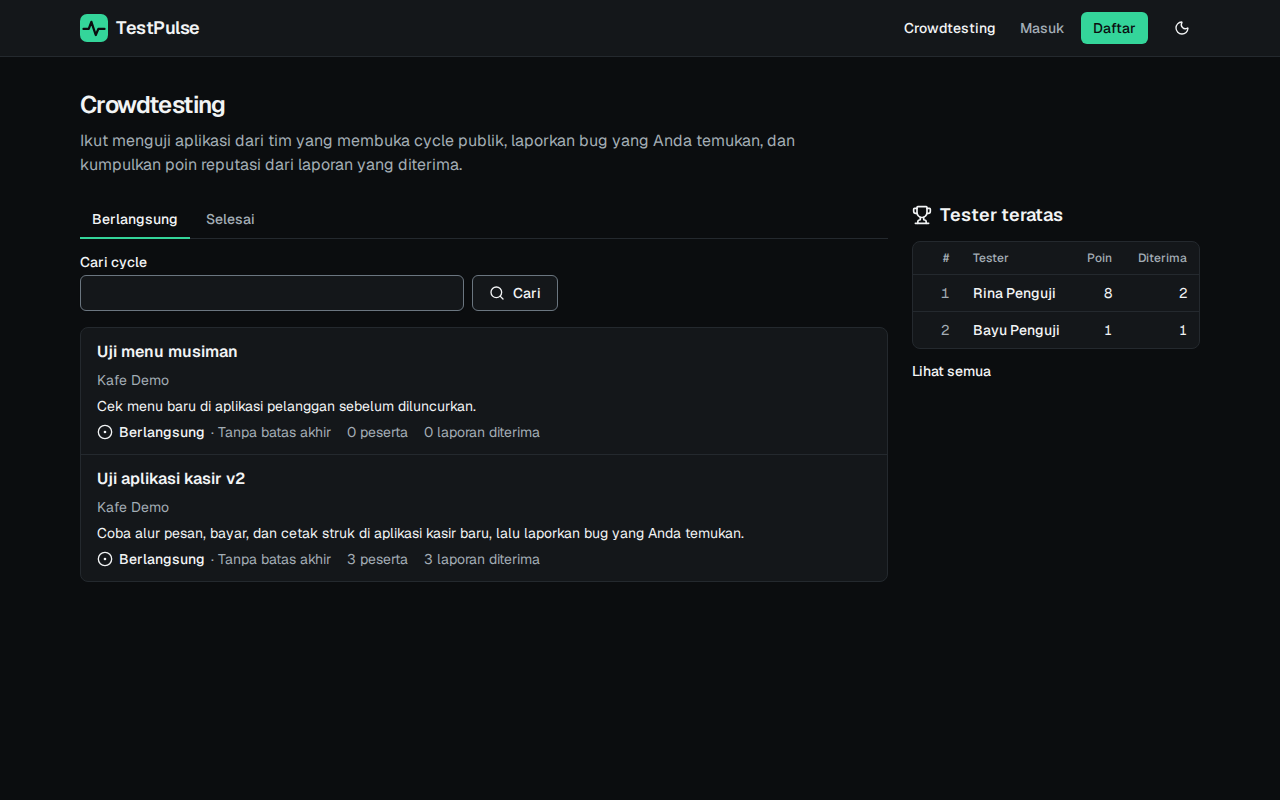 TestPulse
Crowdtesting
Masuk
Daftar
Crowdtesting
Ikut menguji aplikasi dari tim yang membuka cycle publik, laporkan bug yang Anda temukan, dan
kumpulkan poin reputasi dari laporan yang diterima.
Berlangsung
Selesai
Cari cycle
Cari
Uji menu musiman
Kafe Demo
Cek menu baru di aplikasi pelanggan sebelum diluncurkan.
Berlangsung · Tanpa batas akhir 0 peserta 0 laporan diterima
Uji aplikasi kasir v2
Kafe Demo
Coba alur pesan, bayar, dan cetak struk di aplikasi kasir baru, lalu laporkan bug yang Anda temukan.
Berlangsung · Tanpa batas akhir 3 peserta 3 laporan diterima
Tester teratas
# Tester Poin Diterima
1 Rina Penguji 8 2
2 Bayu Penguji 1 1
Lihat semua